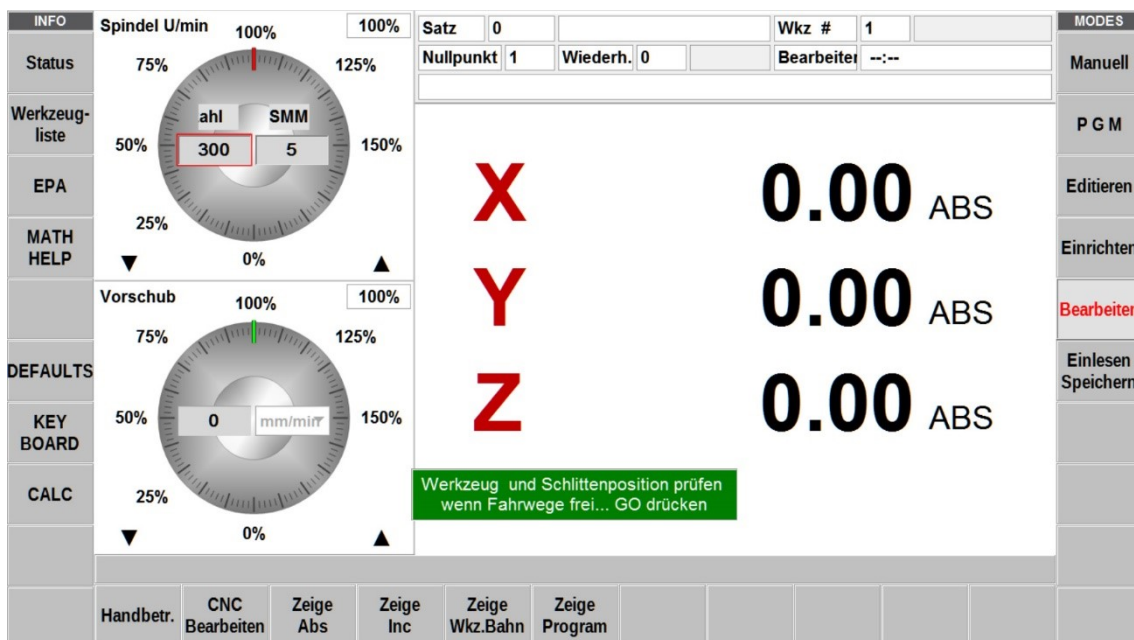 INFO
Status
Werkzeug-
liste
EPA
MATH
HELP
DEFAULTS
KEY
BOARD
CALC
Spindel U/min
100%
100%
75%
125%
ahl
SMM
50%
300
5
150%
25%
0%
▼
▲
Vorschub
100%
100%
75%
125%
50%
0
mm/min
150%
25%
0%
▼
▲
Satz 0
Wkz # 1
Nullpunkt 1 Wiederh. 0
Bearbeiter --:--
X 0.00 ABS
Y 0.00 ABS
Z 0.00 ABS
Werkzeug und Schlittenposition prüfen
wenn Fahrwege frei... GO drücken
MODES
Manuell
P G M
Editieren
Einrichten
Bearbeiten
Einlesen
Speichern
Handbetr.
CNC
Bearbeiten
Zeige
Abs
Zeige
Inc
Zeige
Wkz.Bahn
Zeige
Program